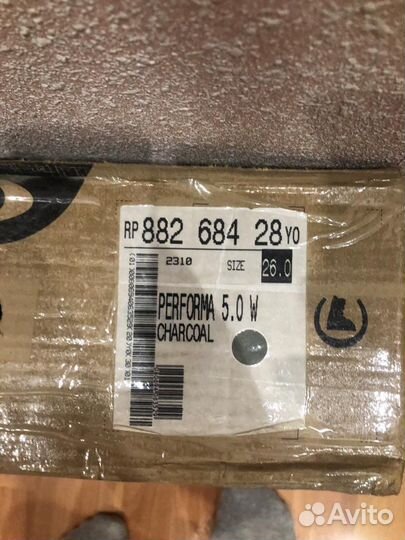 RP 882 684 28 YO
2310 SIZE 26.0
PERFORMA 5.0 W
CHARCOAL
Avito